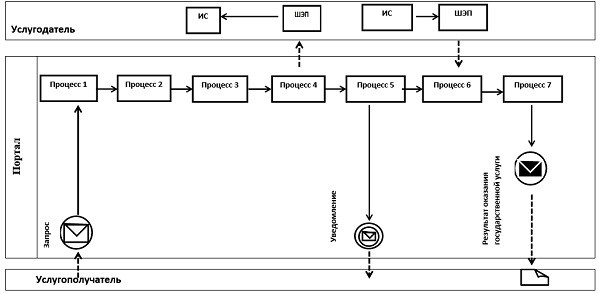 Услугодатель
ИС
ШЭП
ИС
ШЭП
Портал
Процесс 1
Процесс 2
Процесс 3
Процесс 4
Процесс 5
Процесс 6
Процесс 7
Запрос
Уведомление
Результат оказания
государственной услуги
Услугополучатель